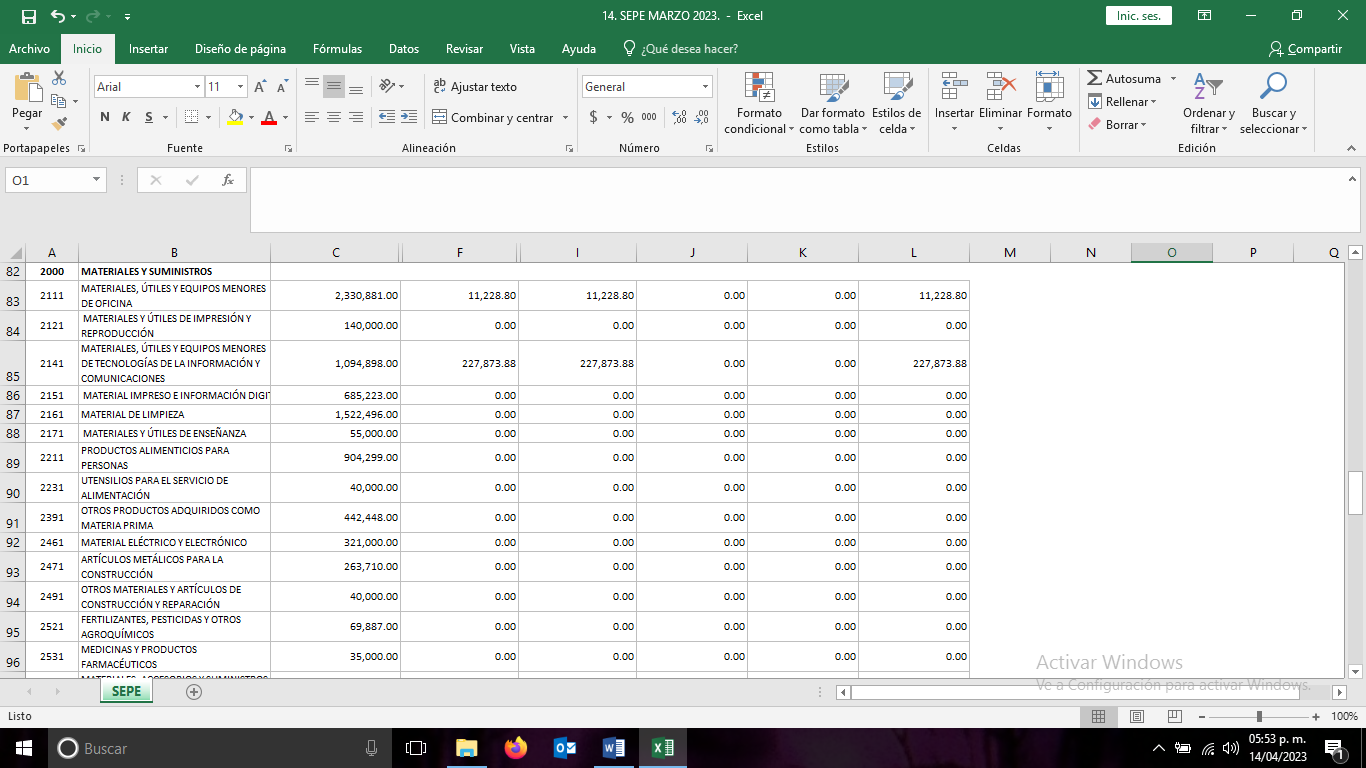 14. SEPE MARZO 2023. - Excel
Inic. ses.
Archivo Inicio Insertar Diseño de página Fórmulas Datos Revisar Vista Ayuda ¿Qué desea hacer? Compartir
Pegar
Portapapeles
Arial 11
N K S
Fuente
Ajustar texto
Combinar y centrar
Alineación
General
$ % 000
Número
Formato condicional
Dar formato como tabla
Estilos de celda
Estilos
Insertar Eliminar Formato
Celdas
Autosuma
Rellenar
Borrar
Ordenar y filtrar
Buscar y seleccionar
Edición
O1 fx
A B C F I J K L M N O P Q
82 2000 MATERIALES Y SUMINISTROS
83 2111 MATERIALES, ÚTILES Y EQUIPOS MENORES DE OFICINA 2,330,881.00 11,228.80 11,228.80 0.00 0.00 11,228.80
84 2121 MATERIALES Y ÚTILES DE IMPRESIÓN Y REPRODUCCIÓN 140,000.00 0.00 0.00 0.00 0.00 0.00
85 2141 MATERIALES, ÚTILES Y EQUIPOS MENORES DE TECNOLOGÍAS DE LA INFORMACIÓN Y COMUNICACIONES 1,094,898.00 227,873.88 227,873.88 0.00 0.00 227,873.88
86 2151 MATERIAL IMPRESO E INFORMACIÓN DIGI 685,223.00 0.00 0.00 0.00 0.00 0.00
87 2161 MATERIAL DE LIMPIEZA 1,522,496.00 0.00 0.00 0.00 0.00 0.00
88 2171 MATERIALES Y ÚTILES DE ENSEÑANZA 55,000.00 0.00 0.00 0.00 0.00 0.00
89 2211 PRODUCTOS ALIMENTICIOS PARA PERSONAS 904,299.00 0.00 0.00 0.00 0.00 0.00
90 2231 UTENSILIOS PARA EL SERVICIO DE ALIMENTACIÓN 40,000.00 0.00 0.00 0.00 0.00 0.00
91 2391 OTROS PRODUCTOS ADQUIRIDOS COMO MATERIA PRIMA 442,448.00 0.00 0.00 0.00 0.00 0.00
92 2461 MATERIAL ELÉCTRICO Y ELECTRÓNICO 321,000.00 0.00 0.00 0.00 0.00 0.00
93 2471 ARTÍCULOS METÁLICOS PARA LA CONSTRUCCIÓN 263,710.00 0.00 0.00 0.00 0.00 0.00
94 2491 OTROS MATERIALES Y ARTÍCULOS DE CONSTRUCCIÓN Y REPARACIÓN 40,000.00 0.00 0.00 0.00 0.00 0.00
95 2521 FERTILIZANTES, PESTICIDAS Y OTROS AGROQUÍMICOS 69,887.00 0.00 0.00 0.00 0.00 0.00
96 2531 MEDICINAS Y PRODUCTOS FARMACÉUTICOS 35,000.00 0.00 0.00 0.00 0.00 0.00
MATERIALES, ACCESORIOS Y SUMINISTROS
Activar Windows
Ve a Configuración para activar Windows.
SEPE
Listo
100%
Buscar
05:53 p. m.
14/04/2023
1